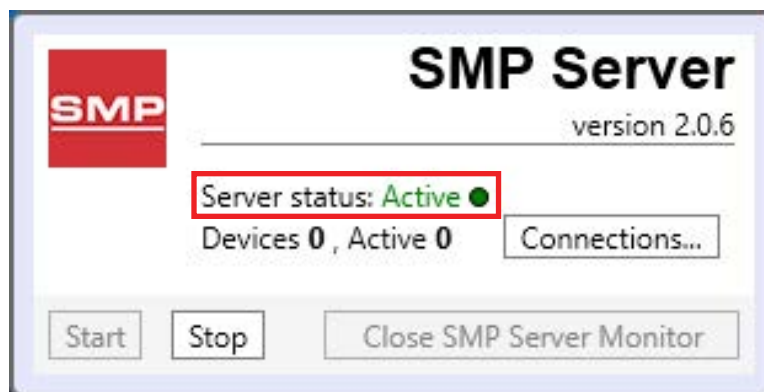 SMP
SMP Server
version 2.0.6
Server status: Active
Devices 0 , Active 0
Connections...
Start
Stop
Close SMP Server Monitor